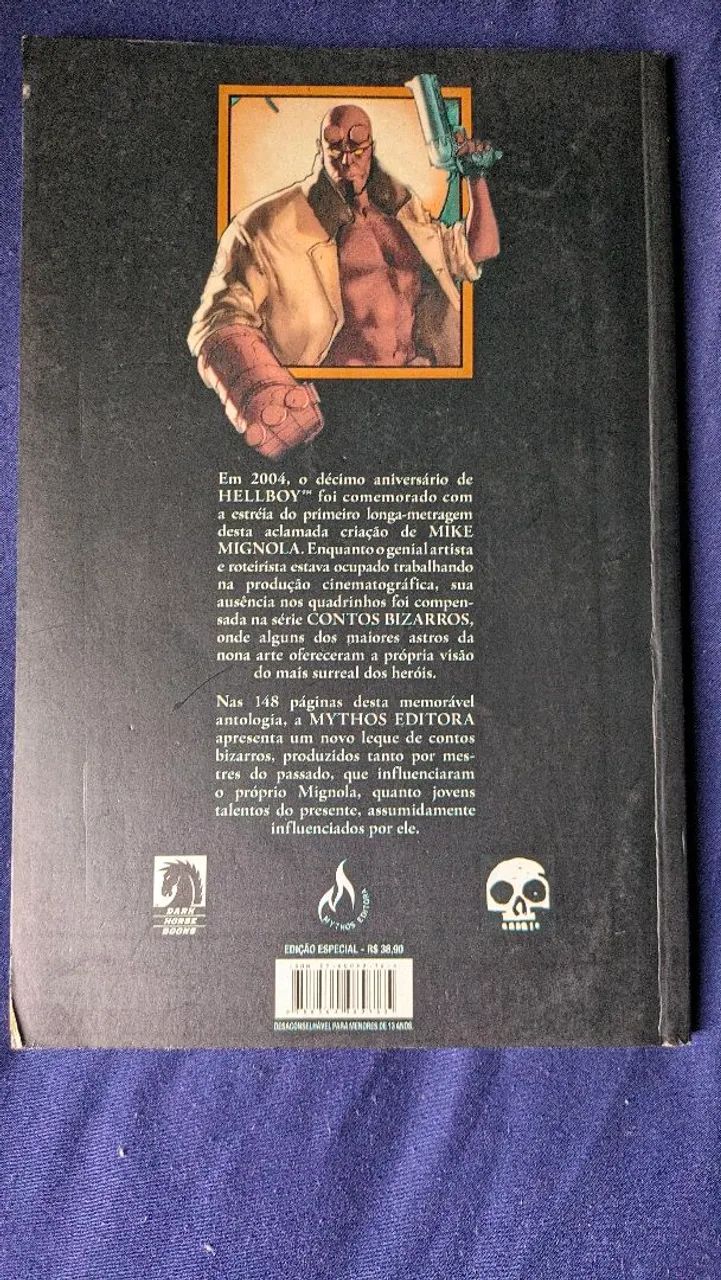 Em 2004, o décimo aniversário de
HELLBOY™ foi comemorado com
a estréia do primeiro longa-metragem
desta aclamada criação de MIKE
MIGNOLA. Enquanto o genial artista
e roteirista estava ocupado trabalhando
na produção cinematográfica, sua
ausência nos quadrinhos foi compen-
sada na série CONTOS BIZARROS,
onde alguns dos maiores astros da
nona arte ofereceram a própria visão
do mais surreal dos heróis.
Nas 148 páginas desta memorável
antologia, a MYTHOS EDITORA
apresenta um novo leque de contos
bizarros, produzidos tanto por mes-
tres do passado, que influenciaram
o próprio Mignola, quanto jovens
talentos do presente, assumidamente
influenciados por ele.
DARK
HORSE
BOOKS
MYTHOS EDITORA
EDIÇÃO ESPECIAL - R$ 38,90
ISBN
DESACONSELHÁVEL PARA MENORES DE 13 ANOS.